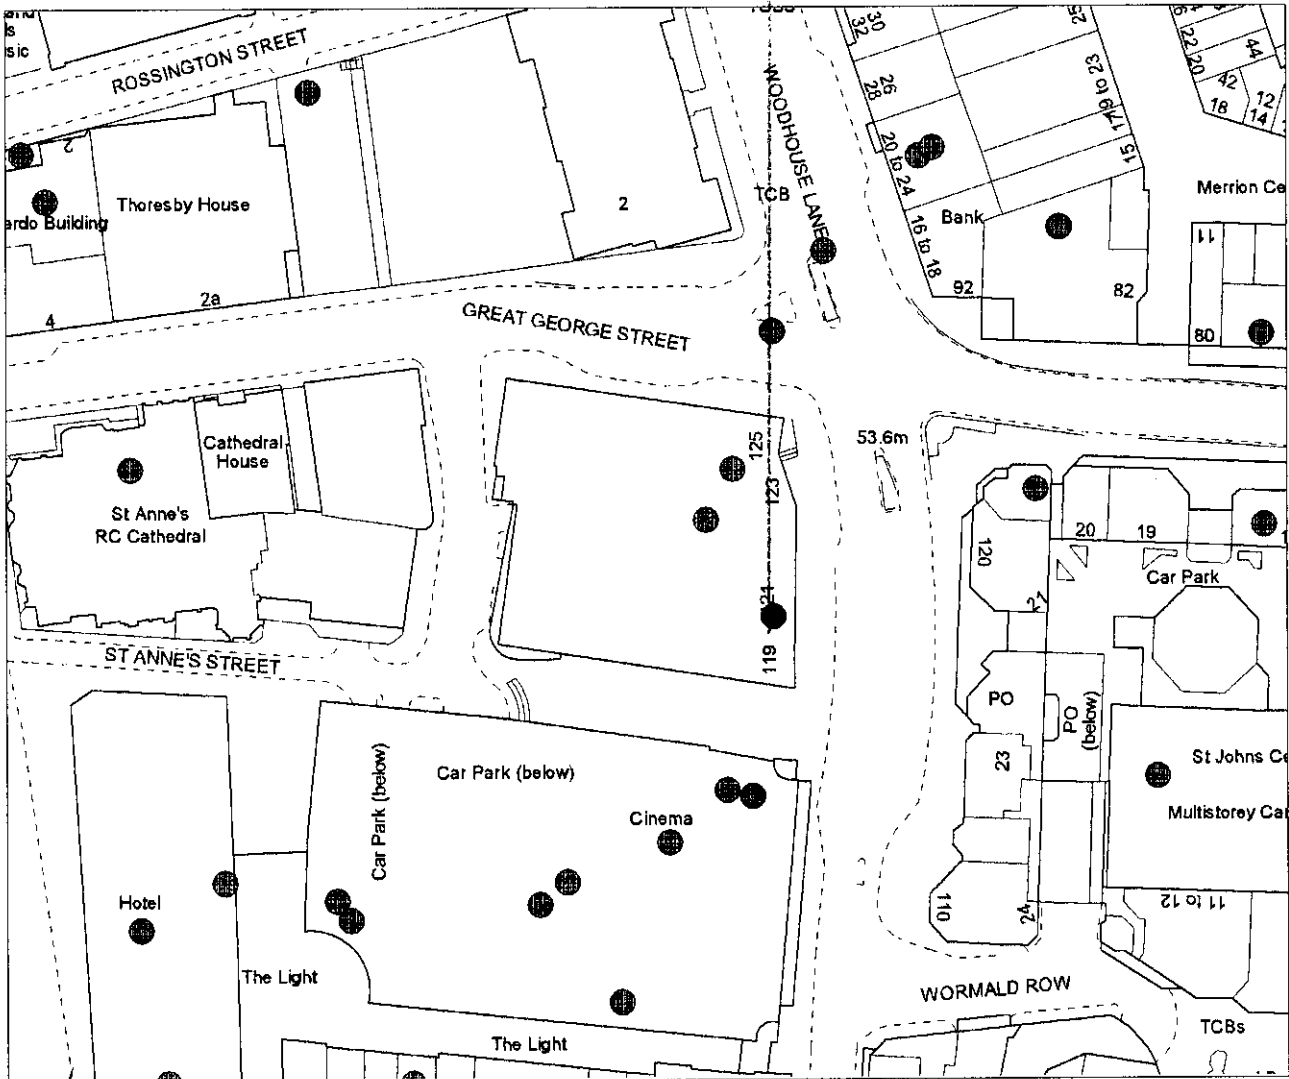 ROSSINGTON STREET
WOODHOUSE LANE
30
32
26
28
20 to 24
16 to 18
25
17
19 to 23
15
22
20
44
42
18
12
14
Merrion Ce
2
Thoresby House
ardo Building
2
TCB
Bank
11
2a
4
92
82
80
GREAT GEORGE STREET
53.6m
Cathedral
House
St Anne's
RC Cathedral
125
123
119
120
20
19
Car Park
21
ST ANNE'S STREET
PO
PO
(below)
23
Car Park (below)
Car Park (below)
Cinema
St Johns Ce
Multistorey Car
Hotel
110
24
11 to 12
The Light
WORMALD ROW
The Light
TCBs